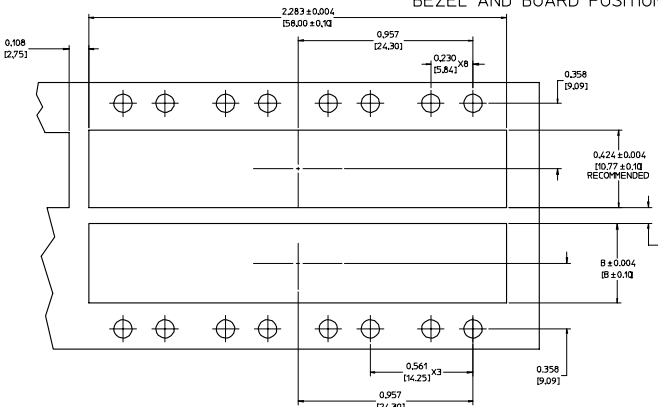 BEZEL AND BOARD POSITION
2.283 ±0.004
[58.00 ±0.10]
0.108
[2.75]
0.957
[24.30]
0.230
[5.84] X8
0.358
[9.09]
0.424 ±0.004
[10.77 ±0.10]
RECOMMENDED
B ±0.004
[B ±0.10]
0.561
[14.25] X3
0.358
[9.09]
0.957
[24.30]